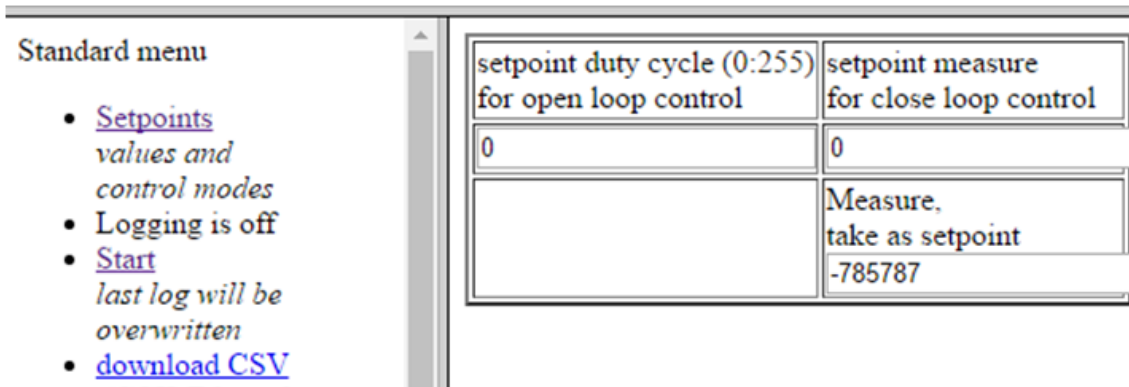 Standard menu
Setpoints
values and
control modes
Logging is off
Start
last log will be
overwritten
download CSV
setpoint duty cycle (0:255)
for open loop control
setpoint measure
for close loop control
0
0
Measure,
take as setpoint
-785787